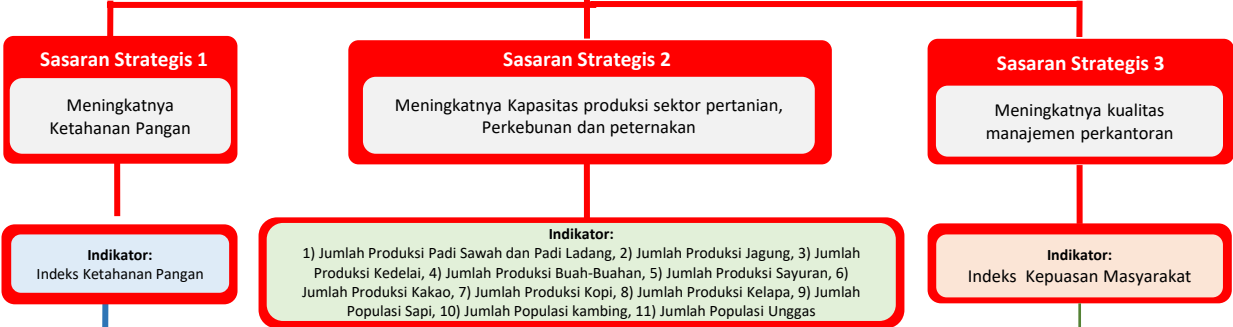 Sasaran Strategis 1
Meningkatnya
Ketahanan Pangan
Indikator:
Indeks Ketahanan Pangan
Sasaran Strategis 2
Meningkatnya Kapasitas produksi sektor pertanian,
Perkebunan dan peternakan
Indikator:
1) Jumlah Produksi Padi Sawah dan Padi Ladang, 2) Jumlah Produksi Jagung, 3) Jumlah
Produksi Kedelai, 4) Jumlah Produksi Buah-Buahan, 5) Jumlah Produksi Sayuran, 6)
Jumlah Produksi Kakao, 7) Jumlah Produksi Kopi, 8) Jumlah Produksi Kelapa, 9) Jumlah
Populasi Sapi, 10) Jumlah Populasi kambing, 11) Jumlah Populasi Unggas
Sasaran Strategis 3
Meningkatnya kualitas
manajemen perkantoran
Indikator:
Indeks Kepuasan Masyarakat